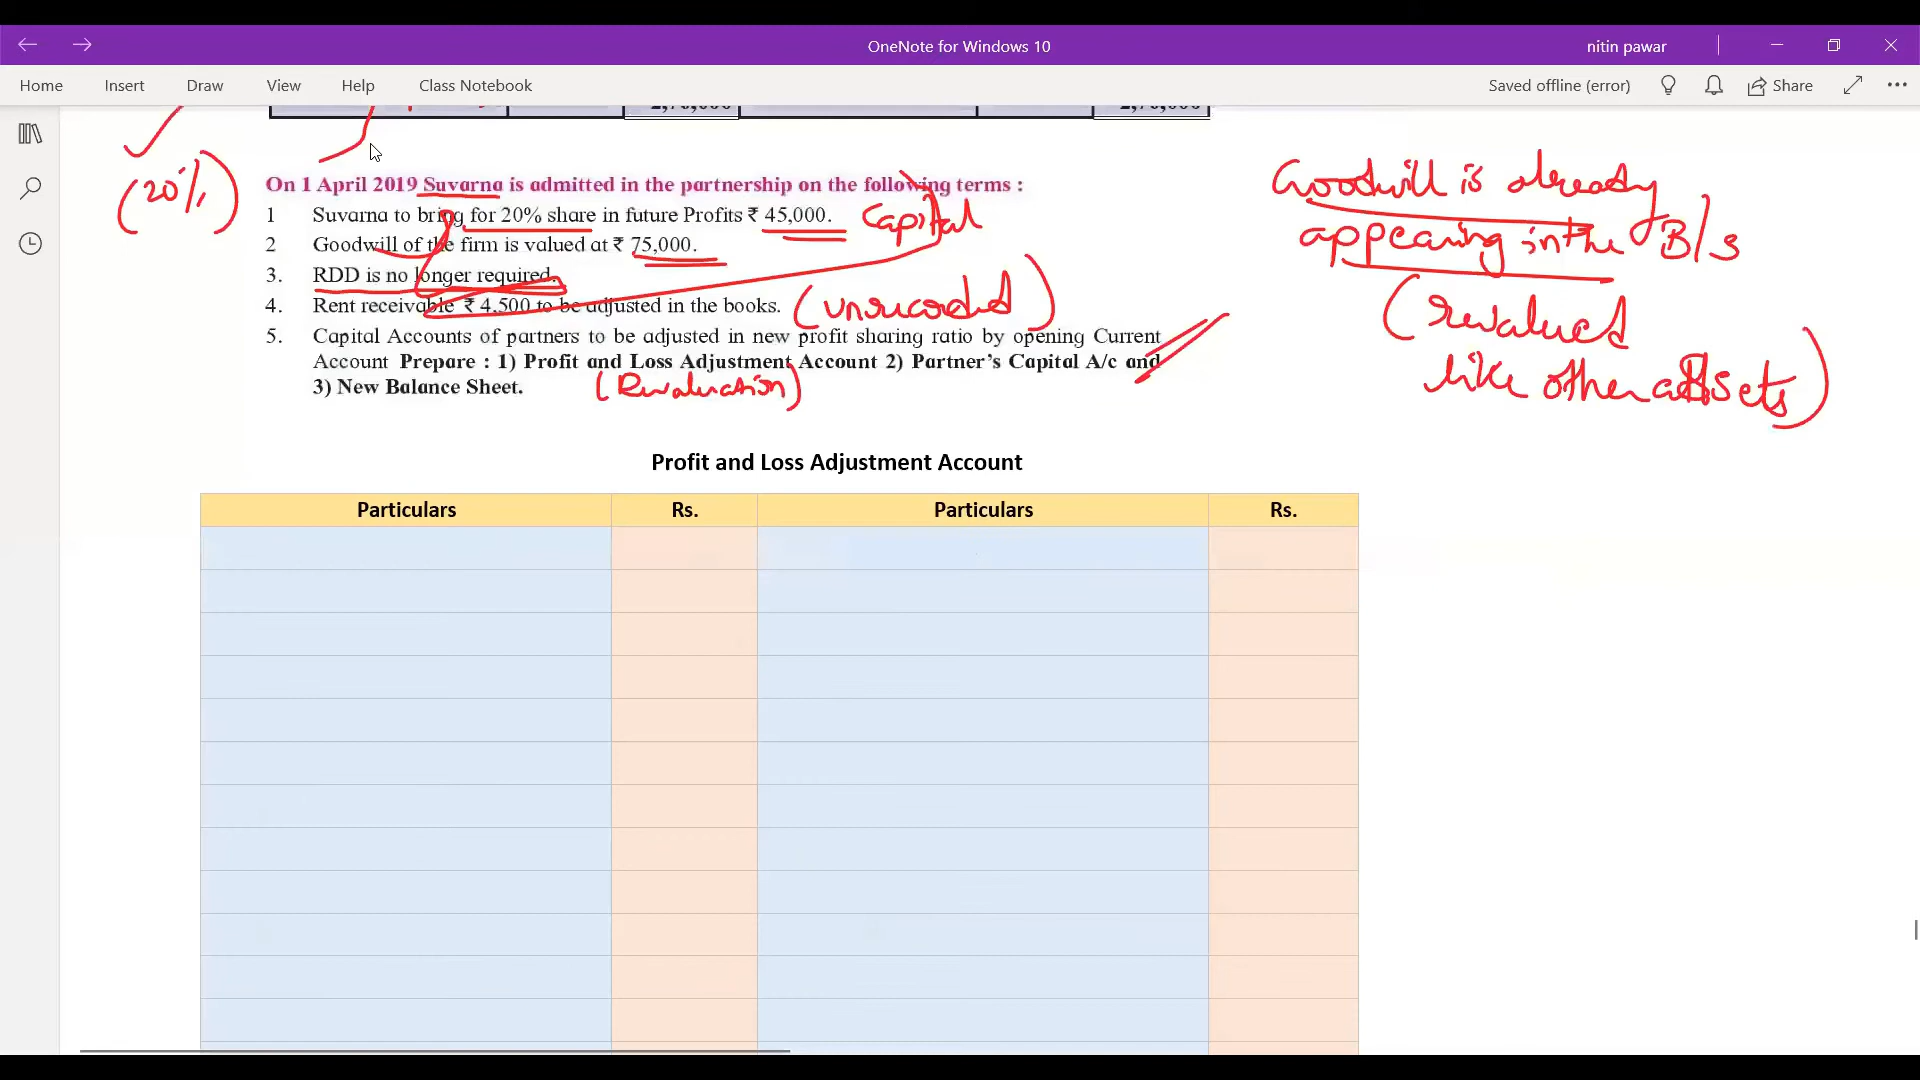 OneNote for Windows 10
nitin pawar
Home Insert Draw View Help Class Notebook
Saved offline (error) Share
(20%)
On 1 April 2019 Suvarna is admitted in the partnership on the following terms :
1 Suvarna to bring for 20% share in future Profits ₹ 45,000. Capital
2 Goodwill of the firm is valued at ₹ 75,000.
3. RDD is no longer required.
4. Rent receivable ₹ 4,500 to be adjusted in the books. (unrecorded)
5. Capital Accounts of partners to be adjusted in new profit sharing ratio by opening Current
Account Prepare : 1) Profit and Loss Adjustment Account 2) Partner's Capital A/c and
3) New Balance Sheet. (Revaluation)
Goodwill is already
appearing in the B/s
(revalued
like other assets)
Profit and Loss Adjustment Account
Particulars Rs. Particulars Rs.